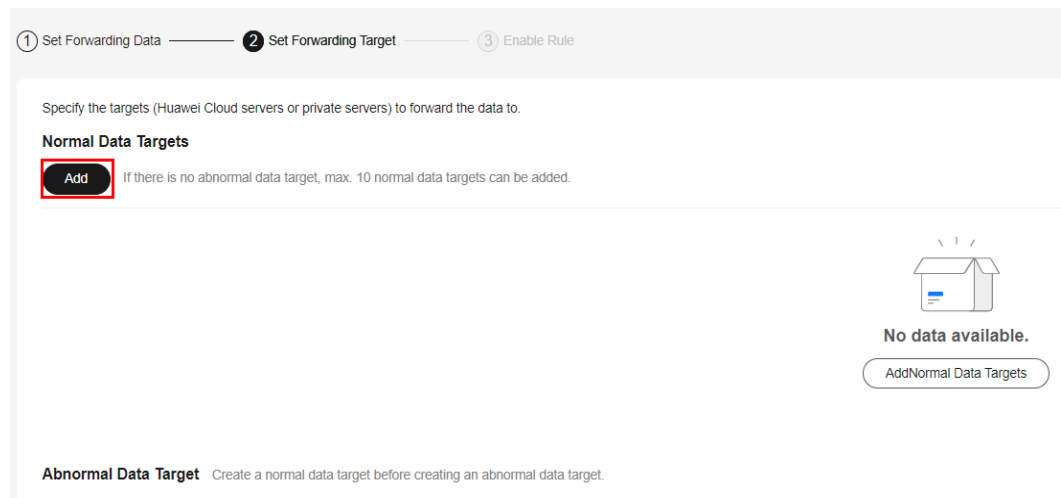 1 Set Forwarding Data 2 Set Forwarding Target 3 Enable Rule
Specify the targets (Huawei Cloud servers or private servers) to forward the data to.
Normal Data Targets
Add If there is no abnormal data target, max. 10 normal data targets can be added.
No data available.
AddNormal Data Targets
Abnormal Data Target Create a normal data target before creating an abnormal data target.